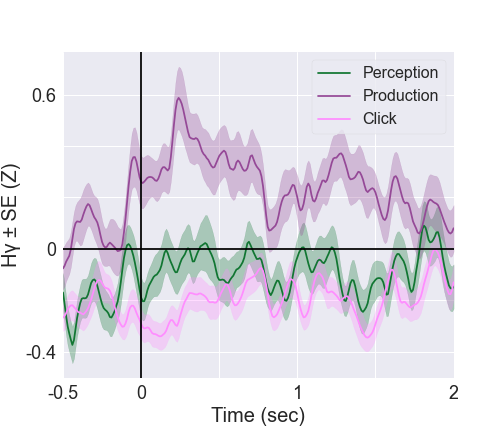 Perception
Production
Click
Hγ ± SE (Z)
0.6
0
-0.4
-0.5
0
1
2
Time (sec)